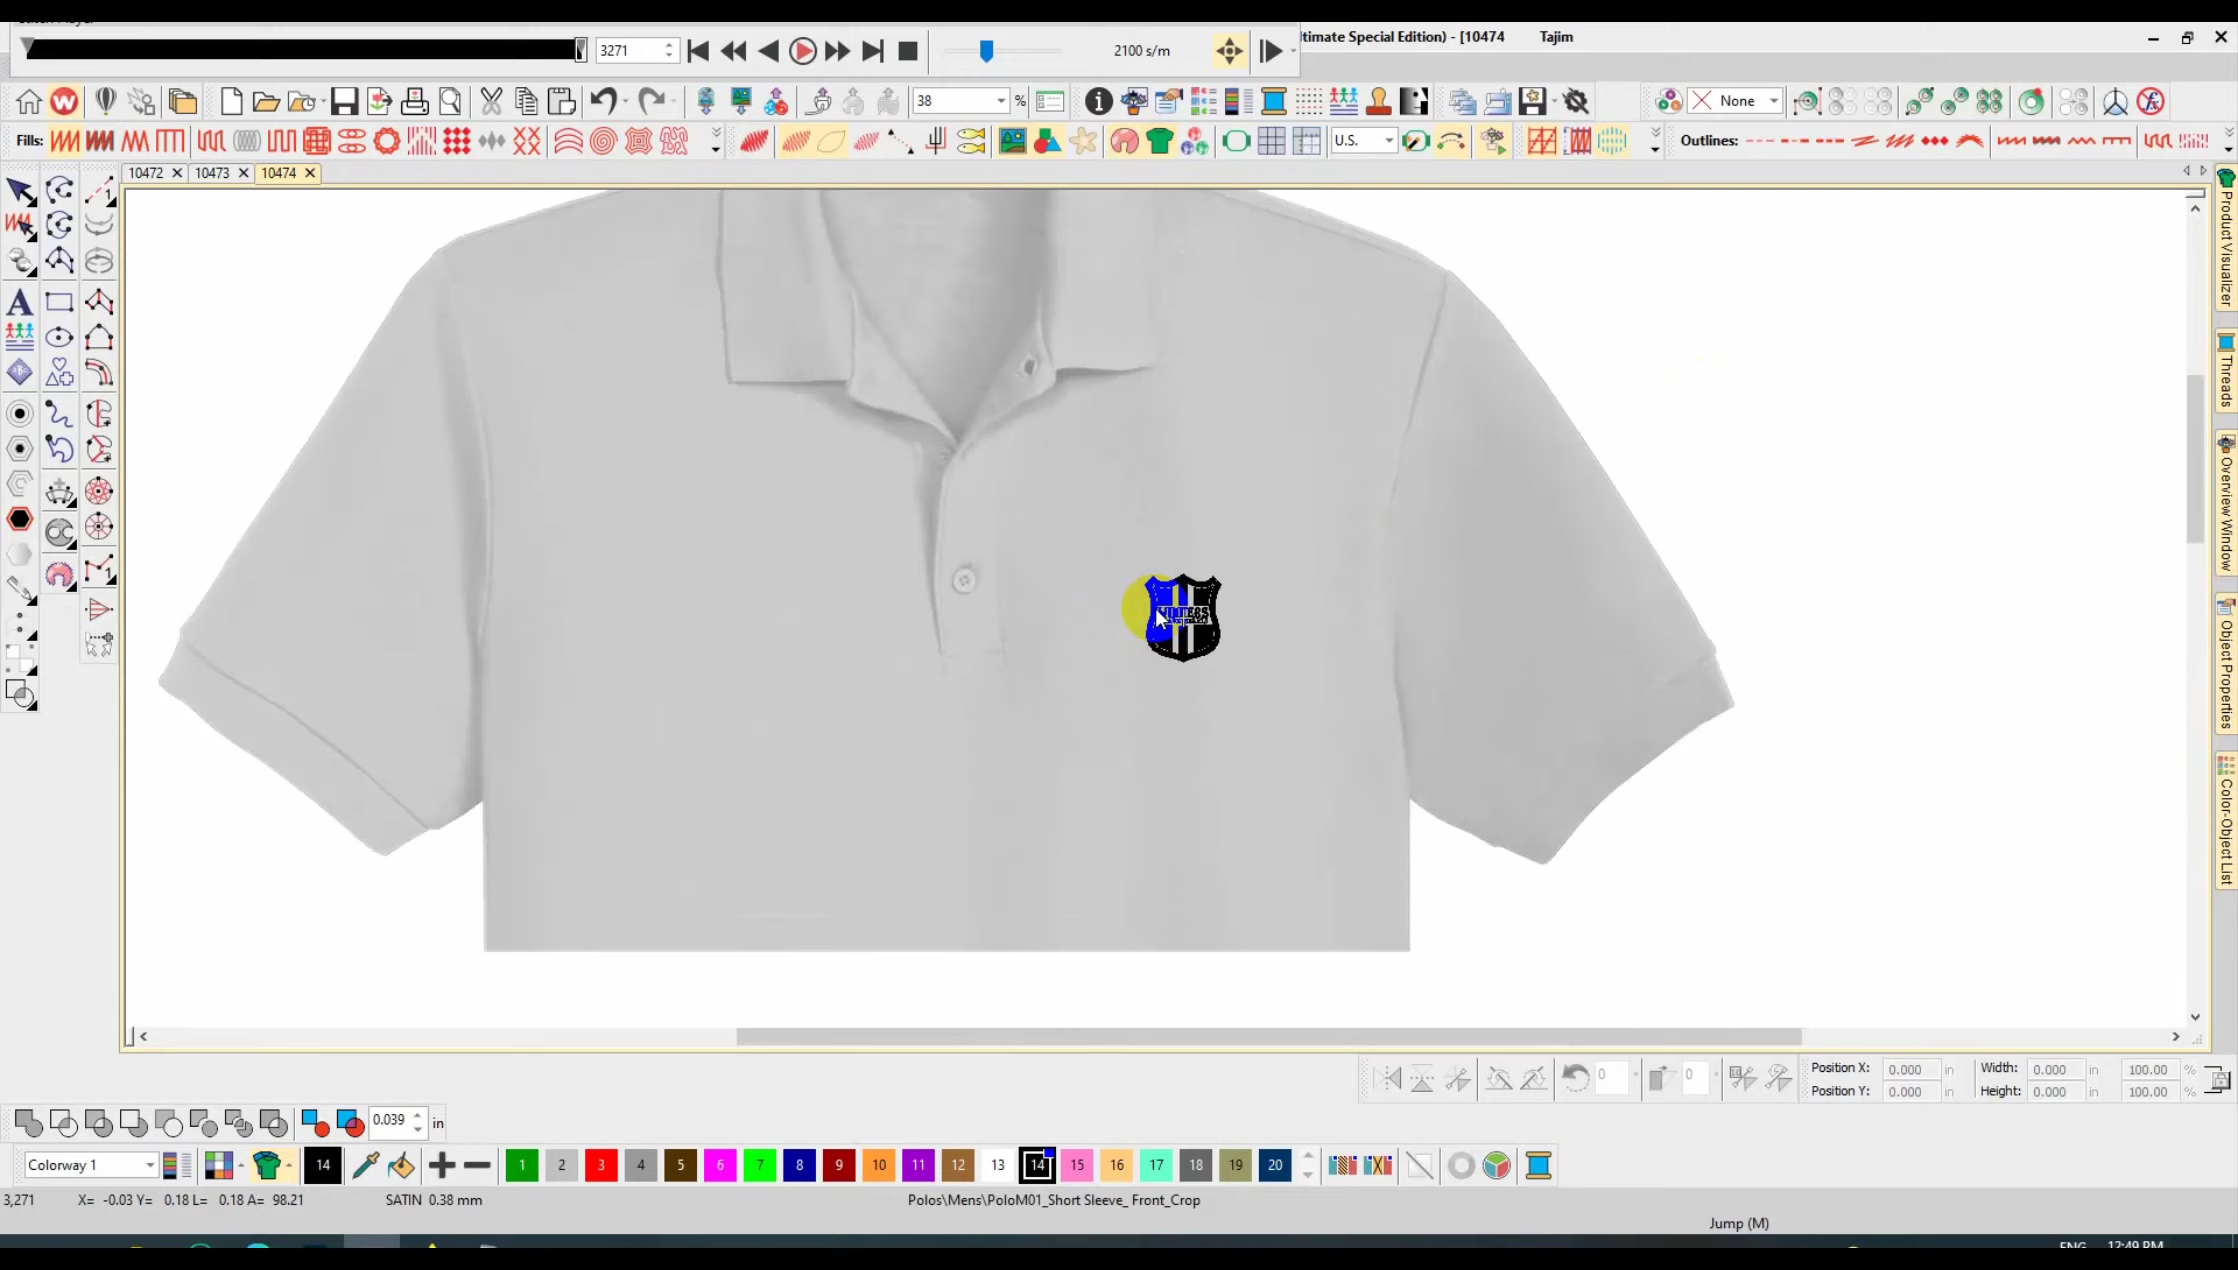 3271
2100 s/m
ltimate Special Edition) - [10474 Tajim
38 %
None
Fills:
U.S.
Outlines:
10472
10473
10474
Product Visualizer
Threads
Overview Window
Object Properties
Color-Object List
0
0
Position X: 0.000 in
Position Y: 0.000 in
Width: 0.000 in 100.00 %
Height: 0.000 in 100.00 %
0.039 in
Colorway 1
14
1 2 3 4 5 6 7 8 9 10 11 12 13 14 15 16 17 18 19 20
3,271 X= -0.03 Y= 0.18 L= 0.18 A= 98.21 SATIN 0.38 mm
Polos\Mens\PoloM01_Short Sleeve_ Front_Crop
Jump (M)
ENG 12:49 PM